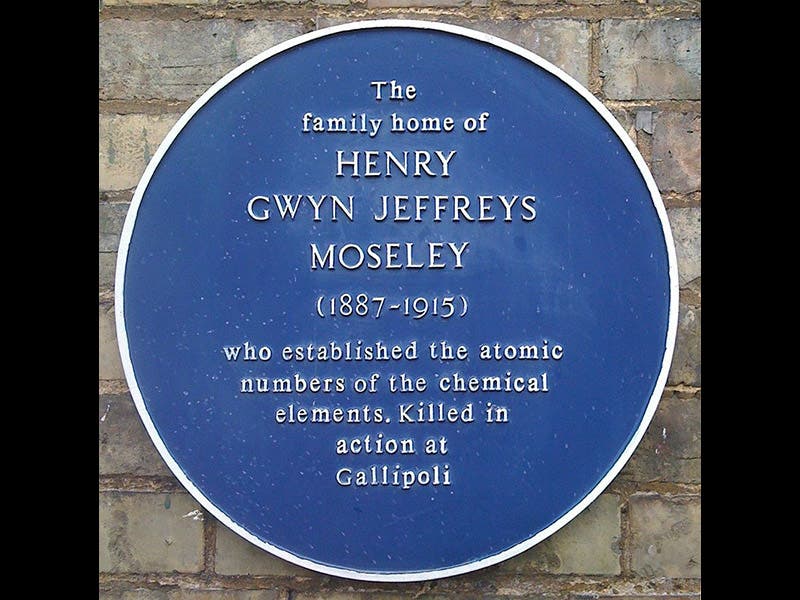 The
family home of
HENRY
GWYN JEFFREYS
MOSELEY
(1887-1915)
who established the atomic
numbers of the chemical
elements. Killed in
action at
Gallipoli